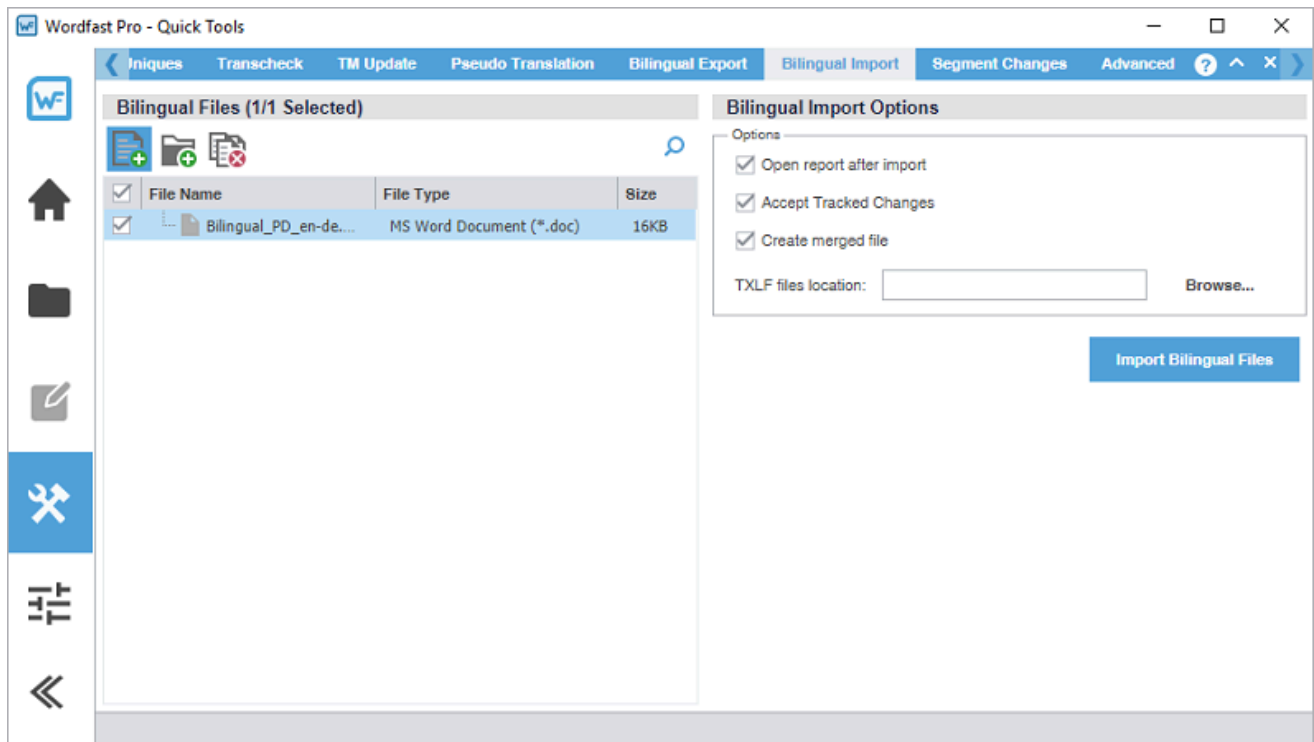 Wordfast Pro - Quick Tools
Uniques Transcheck TM Update Pseudo Translation Bilingual Export Bilingual Import Segment Changes Advanced ?
WF
Bilingual Files (1/1 Selected)
File Name File Type Size
Bilingual_PD_en-de.... MS Word Document (*.doc) 16KB
Bilingual Import Options
Options
Open report after import
Accept Tracked Changes
Create merged file
TXLF files location: Browse...
Import Bilingual Files